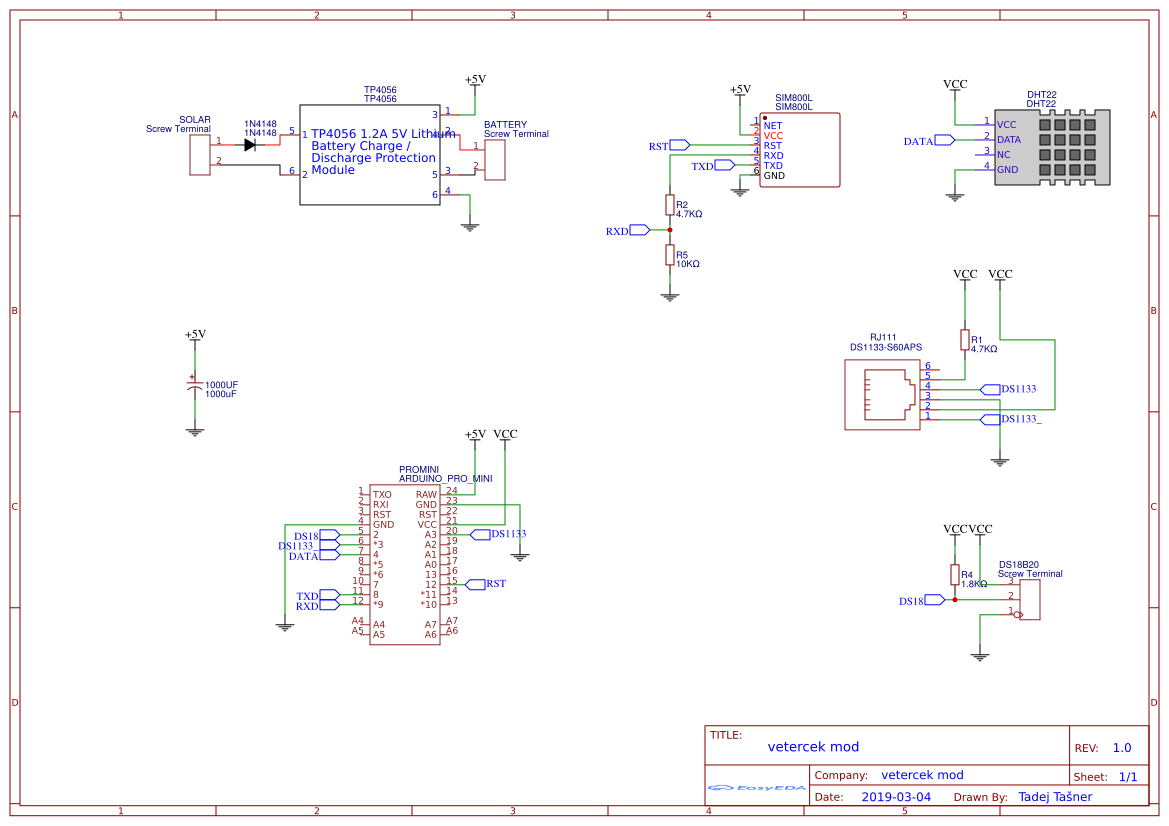 1 2 3 4 5
A A
B B
C C
D D
1 2 3 4 5
SOLAR
Screw Terminal
1
2
1N4148
1N4148
TP4056
TP4056
5 1
6 2
TP4056 1.2A 5V Lithium
Battery Charge /
Discharge Protection
Module
3 1
4 2
5 3
6 4
+5V
BATTERY
Screw Terminal
1
2
+5V
SIM800L
SIM800L
1 NET
2 VCC
3 RST
4 RXD
5 TXD
6 GND
RST
TXD
R2
4.7KΩ
RXD
R5
10KΩ
VCC
DHT22
DHT22
1 VCC
2 DATA
3 NC
4 GND
DATA
+5V
+
1000UF
1000uF
VCC VCC
R1
4.7KΩ
RJ111
DS1133-S60APS
6
5
4
3
2
1
DS1133
DS1133_
+5V VCC
PROMINI
ARDUINO_PRO_MINI
1 TXO RAW 24
2 RXI GND 23
3 RST RST 22
4 GND VCC 21
DS18 5 2 A3 20 DS1133
DS1133_ 6 *3 A2 19
DATA 7 4 A1 18
8 *5 A0 17
9 *6 13 16
10 7 12 15 RST
TXD 11 8 *11 14
RXD 12 *9 *10 13
A4 A4 A7 A7
A5 A5 A6 A6
VCC VCC
R4
1.8KΩ
DS18B20
Screw Terminal
3
2
1
DS18
TITLE:
vetercek mod
REV: 1.0
EasyEDA
Company: vetercek mod
Sheet: 1/1
Date: 2019-03-04 Drawn By: Tadej Tašner